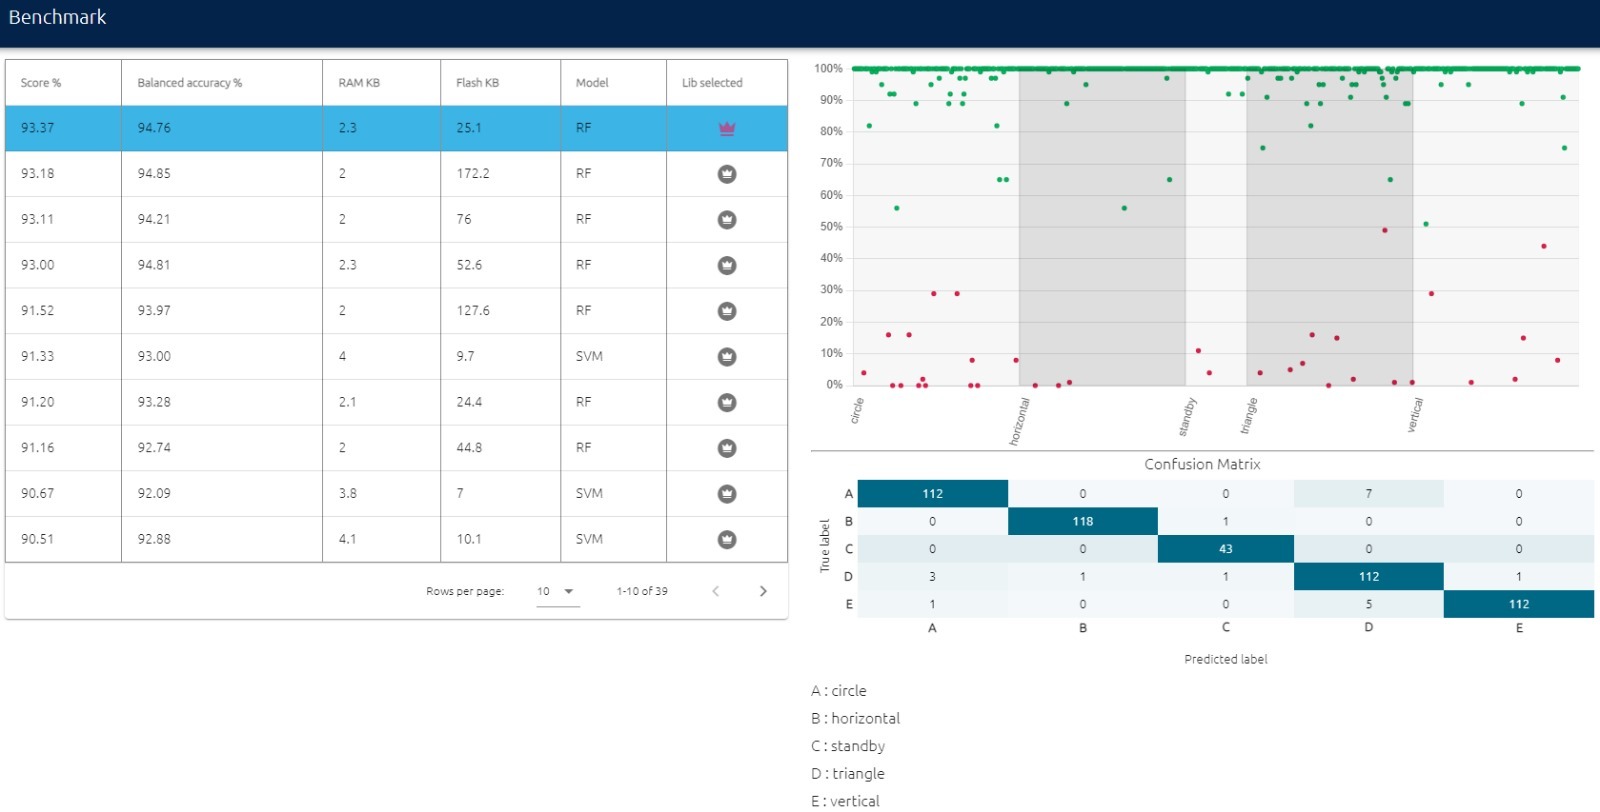 Benchmark
Score % Balanced accuracy % RAM KB Flash KB Model Lib selected
93.37 94.76 2.3 25.1 RF
93.18 94.85 2 172.2 RF
93.11 94.21 2 76 RF
93.00 94.81 2.3 52.6 RF
91.52 93.97 2 127.6 RF
91.33 93.00 4 9.7 SVM
91.20 93.28 2.1 24.4 RF
91.16 92.74 2 44.8 RF
90.67 92.09 3.8 7 SVM
90.51 92.88 4.1 10.1 SVM
Rows per page: 10 1-10 of 39
100%
90%
80%
70%
60%
50%
40%
30%
20%
10%
0%
circle horizontal standby triangle vertical
Confusion Matrix
True label
A 112 0 0 7 0
B 0 118 1 0 0
C 0 0 43 0 0
D 3 1 1 112 1
E 1 0 0 5 112
A B C D E
Predicted label
A : circle
B : horizontal
C : standby
D : triangle
E : vertical